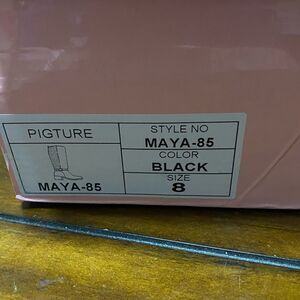 PIGTURE
MAYA-85
STYLE NO
MAYA-85
COLOR
BLACK
SIZE
8